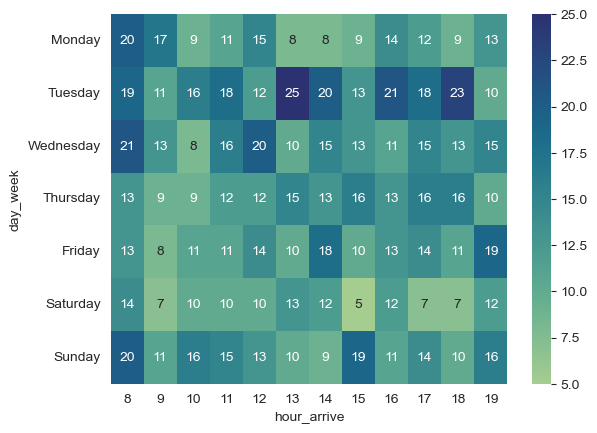 Monday 20 17 9 11 15 8 8 9 14 12 9 13
Tuesday 19 11 16 18 12 25 20 13 21 18 23 10
Wednesday 21 13 8 16 20 10 15 13 11 15 13 15
Thursday 13 9 9 12 12 15 13 16 13 16 16 10
Friday 13 8 11 11 14 10 18 10 13 14 11 19
Saturday 14 7 10 10 10 13 12 5 12 7 7 12
Sunday 20 11 16 15 13 10 9 19 11 14 10 16
8 9 10 11 12 13 14 15 16 17 18 19
hour_arrive
day_week
25.0
22.5
20.0
17.5
15.0
12.5
10.0
7.5
5.0